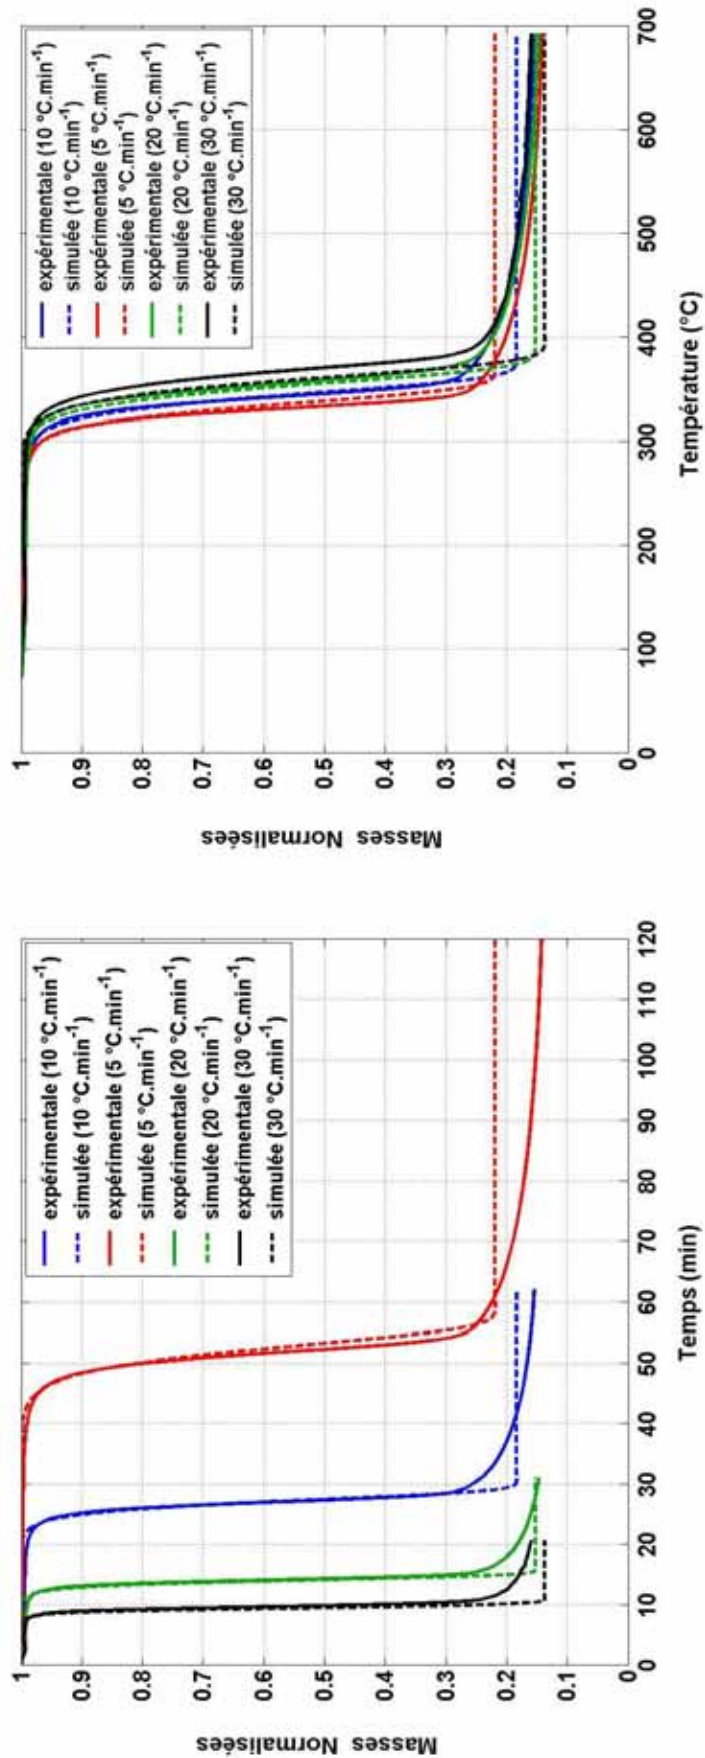 Masses Normalisées
1
0.9
0.8
0.7
0.6
0.5
0.4
0.3
0.2
0.1
0
expérimentale (10 °C.min-1)
simulée (10 °C.min-1)
expérimentale (5 °C.min-1)
simulée (5 °C.min-1)
expérimentale (20 °C.min-1)
simulée (20 °C.min-1)
expérimentale (30 °C.min-1)
simulée (30 °C.min-1)
0 10 20 30 40 50 60 70 80 90 100 110 120
Temps (min)
Masses Normalisées
1
0.9
0.8
0.7
0.6
0.5
0.4
0.3
0.2
0.1
0
expérimentale (10 °C.min-1)
simulée (10 °C.min-1)
expérimentale (5 °C.min-1)
simulée (5 °C.min-1)
expérimentale (20 °C.min-1)
simulée (20 °C.min-1)
expérimentale (30 °C.min-1)
simulée (30 °C.min-1)
0 100 200 300 400 500 600 700
Température (°C)